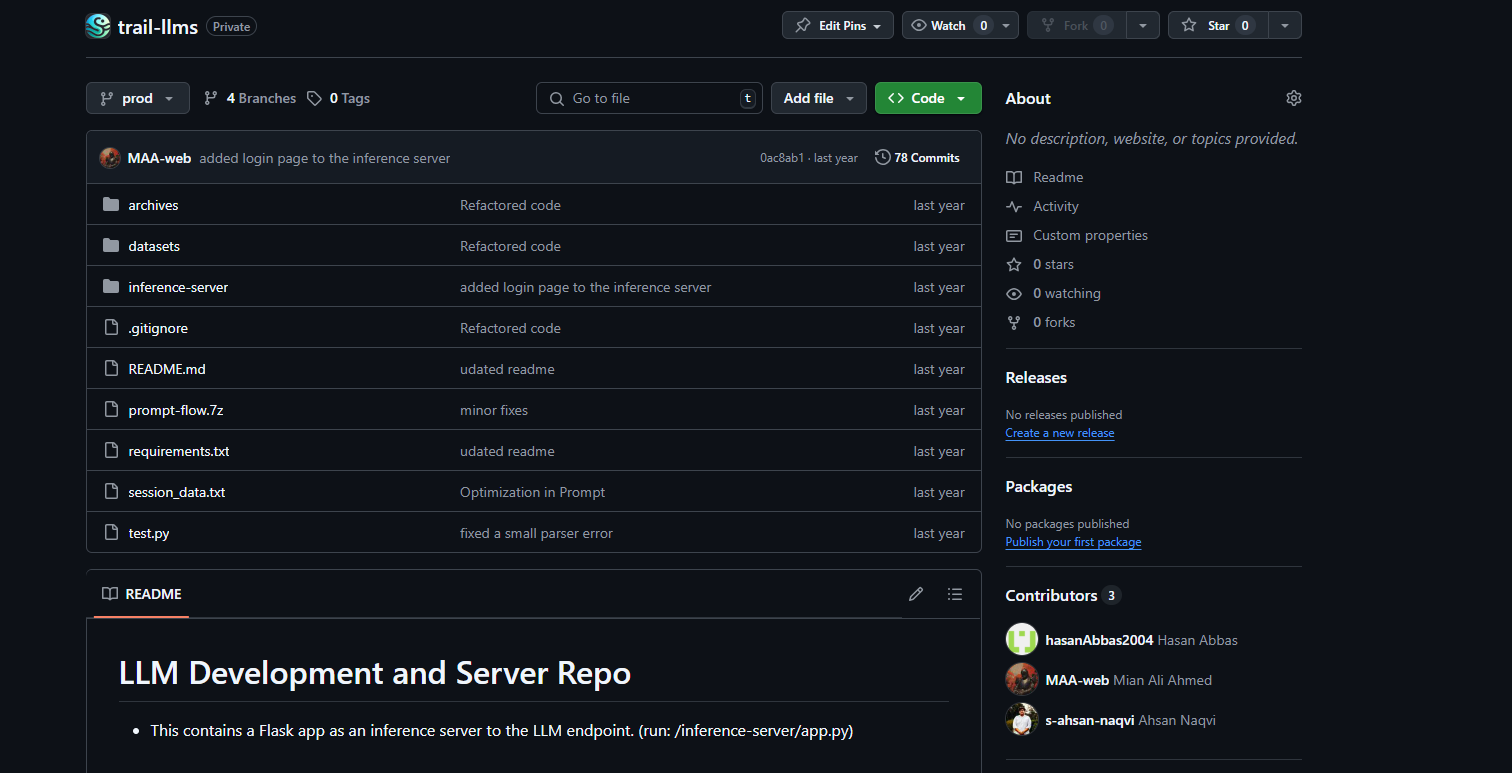 trail-llms Private Edit Pins Watch 0 Fork 0 Star 0
prod 4 Branches 0 Tags Go to file t Add file Code
MAA-web added login page to the inference server 0ac8ab1 · last year 78 Commits
archives Refactored code last year
datasets Refactored code last year
inference-server added login page to the inference server last year
.gitignore Refactored code last year
README.md udated readme last year
prompt-flow.7z minor fixes last year
requirements.txt udated readme last year
session_data.txt Optimization in Prompt last year
test.py fixed a small parser error last year
README
LLM Development and Server Repo
• This contains a Flask app as an inference server to the LLM endpoint. (run: /inference-server/app.py)
About
No description, website, or topics provided.
Readme
Activity
Custom properties
0 stars
0 watching
0 forks
Releases
No releases published
Create a new release
Packages
No packages published
Publish your first package
Contributors 3
hasanAbbas2004 Hasan Abbas
MAA-web Mian Ali Ahmed
s-ahsan-naqvi Ahsan Naqvi